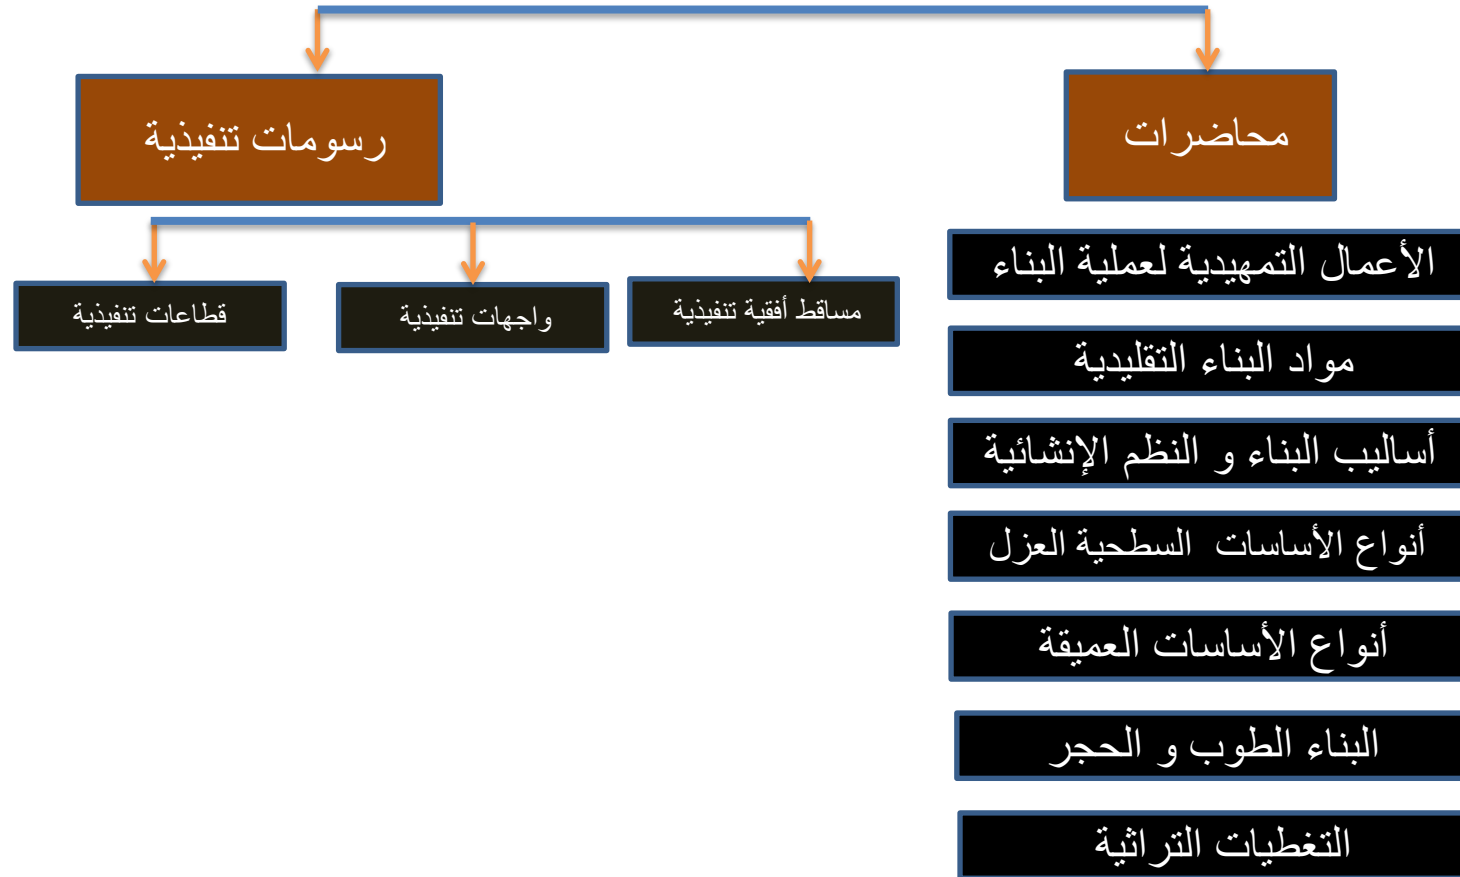 محاضرات
رسومات تنفيذية
الأعمال التمهيدية لعملية البناء
مواد البناء التقليدية
أساليب البناء و النظم الإنشائية
أنواع الأساسات السطحية العزل
أنواع الأساسات العميقة
البناء الطوب و الحجر
التغطيات التراثية
مساقط أفقية تنفيذية
واجهات تنفيذية
قطاعات تنفيذية